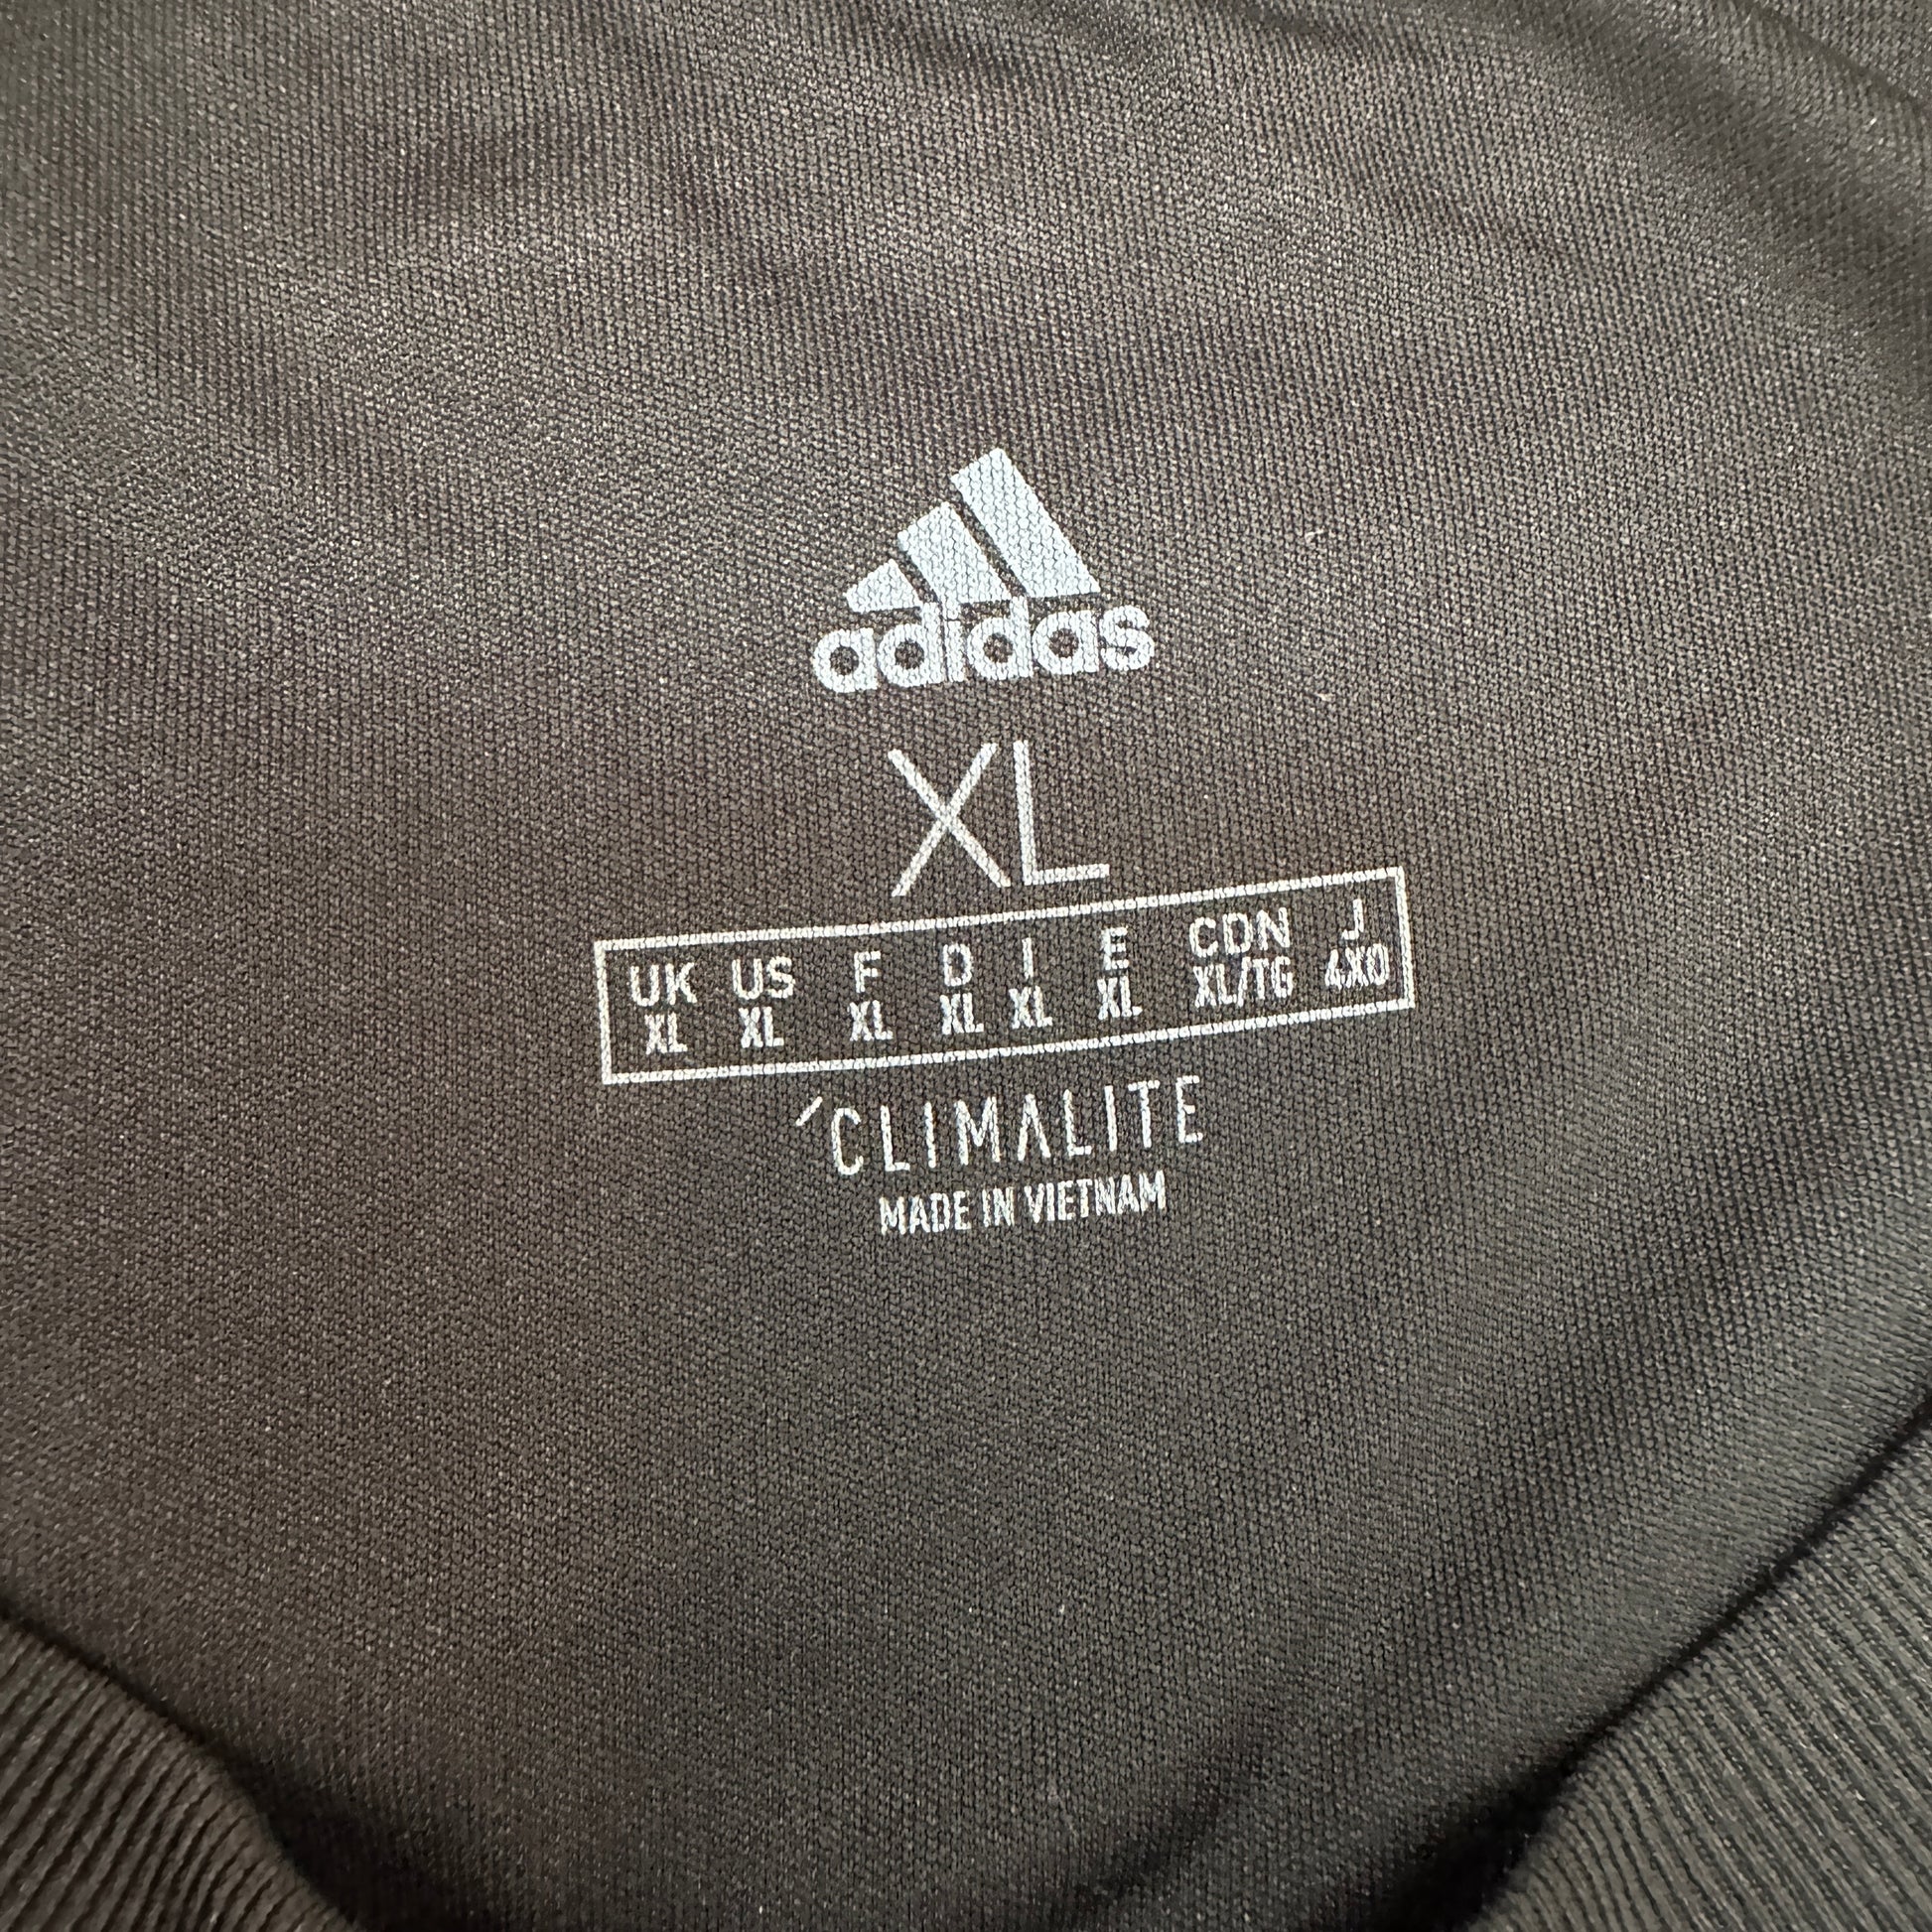 adidas
XL
UK US F D I E CDN J
XL XL XL XL XL XL XL/TG 4XO
CLIMALITE
MADE IN VIETNAM